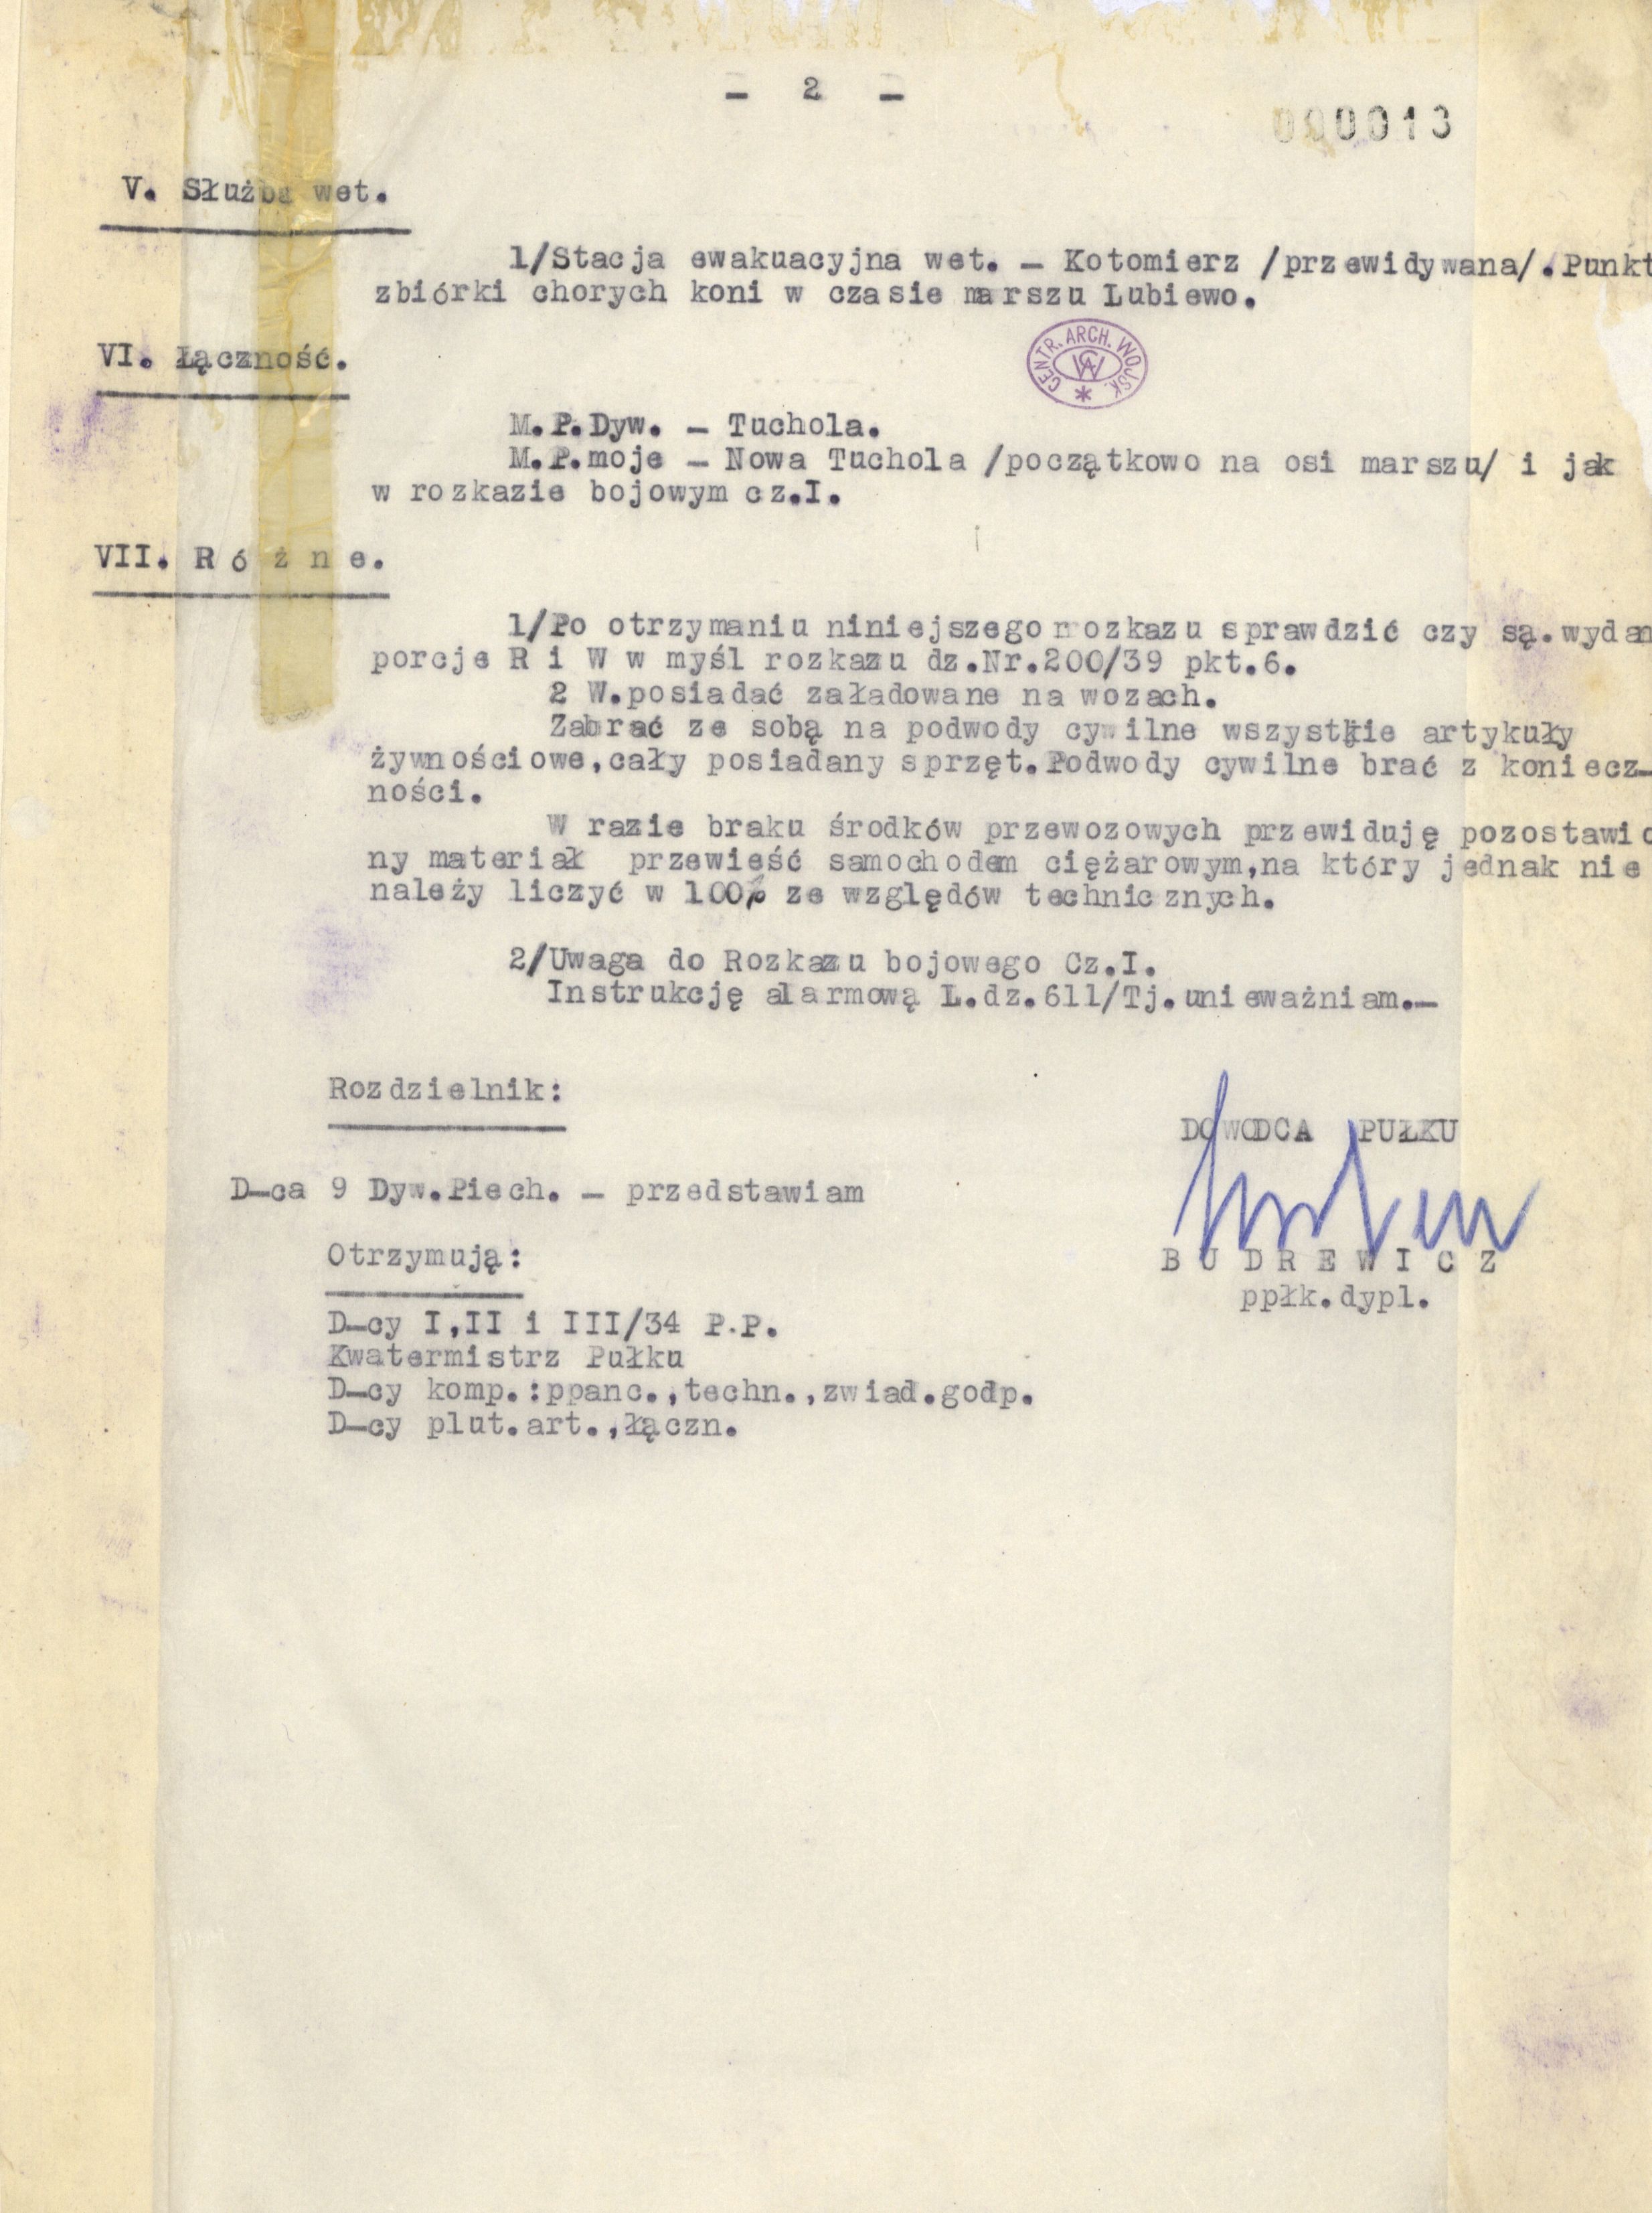 - 2 -
000013
V. Służba wet.
1/Stacja ewakuacyjna wet. - Kotomierz /przewidywana/.Punkt
zbiórki chorych koni w czasie marszu Lubiewo.
CENTR. ARCH. WOJSK.
CAW
VI. Łączność.
M.P.Dyw. - Tuchola.
M.P.moje - Nowa Tuchola /początkowo na osi marszu/ i jak
w rozkazie bojowym cz.I.
VII. R ó ż n e.
1/Po otrzymaniu niniejszego rozkazu sprawdzić czy są.wydan
porcje R i W w myśl rozkazu dz.Nr.200/39 pkt.6.
2 W.posiadać załadowane na wozach.
Zabrać ze sobą na podwody cywilne wszystkie artykuły
żywnościowe,cały posiadany sprzęt.Podwody cywilne brać z koniecz-
ności.
W razie braku środków przewozowych przewiduję pozostawio
ny materiał przewieść samochodem ciężarowym,na który jednak nie
należy liczyć w 100% ze względów technicznych.
2/Uwaga do Rozkazu bojowego Cz.I.
Instrukcję alarmową L.dz.611/Tj.unieważniam.-
Rozdzielnik:
DOWODCA PUŁKU
D-ca 9 Dyw.Piech. - przedstawiam
B U D R E W I C Z
ppłk.dypl.
Otrzymują:
D-cy I,II i III/34 P.P.
Kwatermistrz Pułku
D-cy komp.:ppanc.,techn.,zwiad.godp.
D-cy plut.art.,łączn.